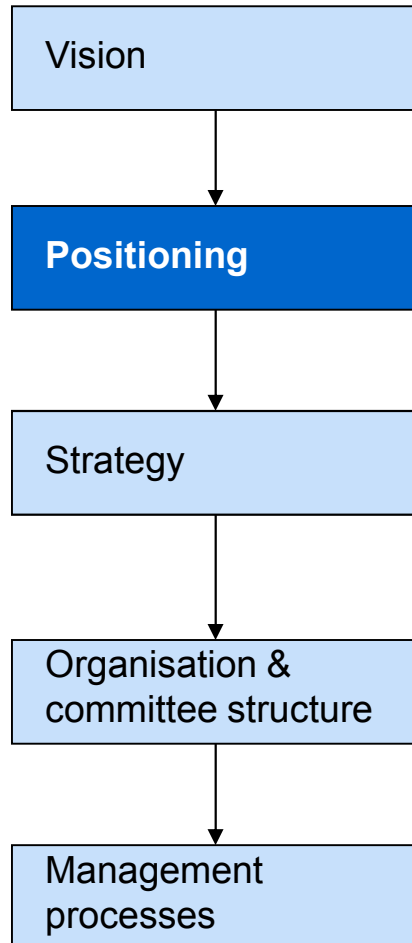 Vision
Positioning
Strategy
Organisation &
committee structure
Management
processes